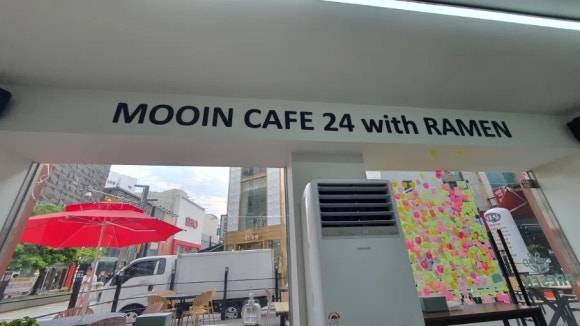 MOOIN CAFE 24 with RAMEN